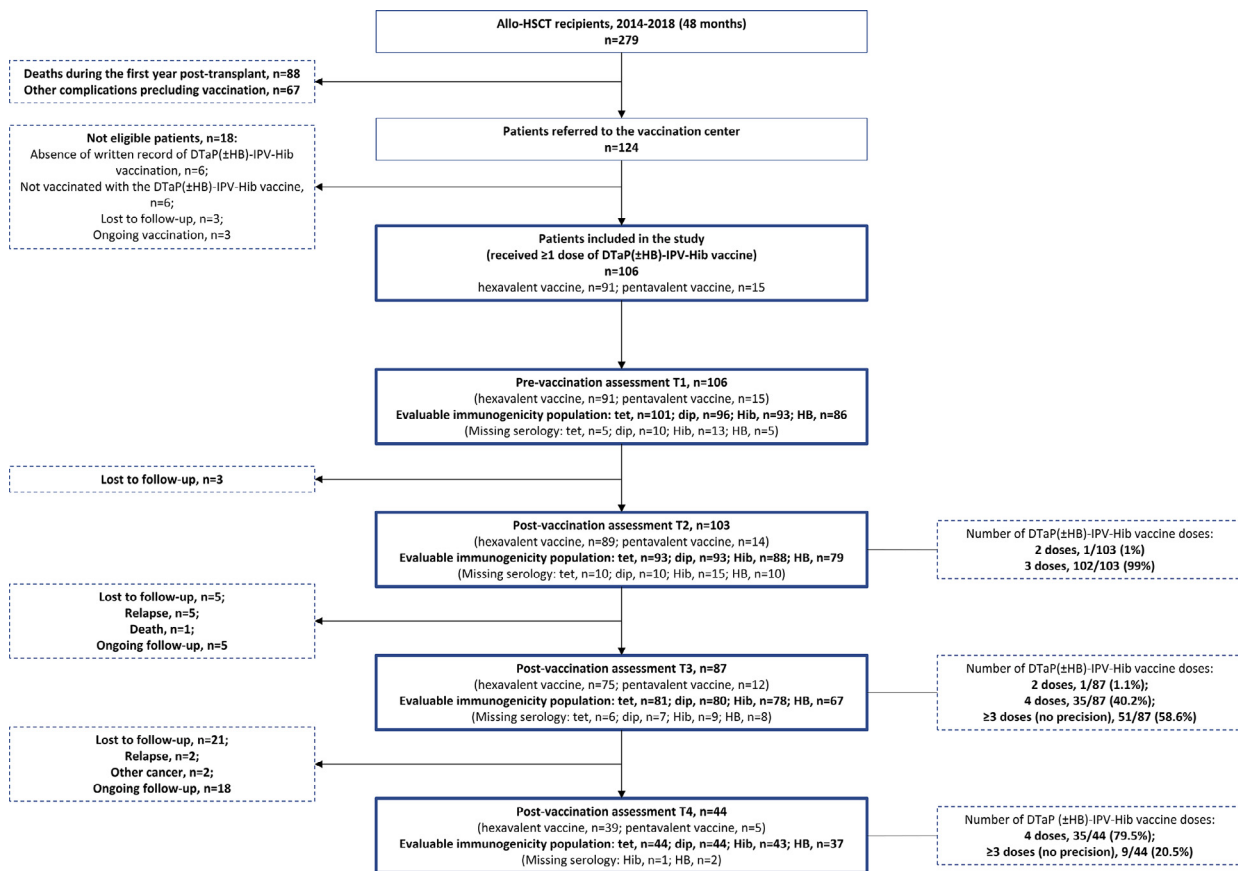 Allo-HSCT recipients, 2014-2018 (48 months)
n=279
Deaths during the first year post-transplant, n=88
Other complications precluding vaccination, n=67
Patients referred to the vaccination center
n=124
Not eligible patients, n=18:
Absence of written record of DTaP(±HB)-IPV-Hib
vaccination, n=6;
Not vaccinated with the DTaP(±HB)-IPV-Hib vaccine,
n=6;
Lost to follow-up, n=3;
Ongoing vaccination, n=3
Patients included in the study
(received ≥1 dose of DTaP(±HB)-IPV-Hib vaccine)
n=106
hexavalent vaccine, n=91; pentavalent vaccine, n=15
Pre-vaccination assessment T1, n=106
(hexavalent vaccine, n=91; pentavalent vaccine, n=15)
Evaluable immunogenicity population: tet, n=101; dip, n=96; Hib, n=93; HB, n=86
(Missing serology: tet, n=5; dip, n=10; Hib, n=13; HB, n=5)
Lost to follow-up, n=3
Post-vaccination assessment T2, n=103
(hexavalent vaccine, n=89; pentavalent vaccine, n=14)
Evaluable immunogenicity population: tet, n=93; dip, n=93; Hib, n=88; HB, n=79
(Missing serology: tet, n=10; dip, n=10; Hib, n=15; HB, n=10)
Number of DTaP(±HB)-IPV-Hib vaccine doses:
2 doses, 1/103 (1%)
3 doses, 102/103 (99%)
Lost to follow-up, n=5;
Relapse, n=5;
Death, n=1;
Ongoing follow-up, n=5
Post-vaccination assessment T3, n=87
(hexavalent vaccine, n=75; pentavalent vaccine, n=12)
Evaluable immunogenicity population: tet, n=81; dip, n=80; Hib, n=78; HB, n=67
(Missing serology: tet, n=6; dip, n=7; Hib, n=9; HB, n=8)
Number of DTaP(±HB)-IPV-Hib vaccine doses:
2 doses, 1/87 (1.1%);
4 doses, 35/87 (40.2%);
≥3 doses (no precision), 51/87 (58.6%)
Lost to follow-up, n=21;
Relapse, n=2;
Other cancer, n=2;
Ongoing follow-up, n=18
Post-vaccination assessment T4, n=44
(hexavalent vaccine, n=39; pentavalent vaccine, n=5)
Evaluable immunogenicity population: tet, n=44; dip, n=44; Hib, n=43; HB, n=37
(Missing serology: Hib, n=1; HB, n=2)
Number of DTaP (±HB)-IPV-Hib vaccine doses:
4 doses, 35/44 (79.5%);
≥3 doses (no precision), 9/44 (20.5%)